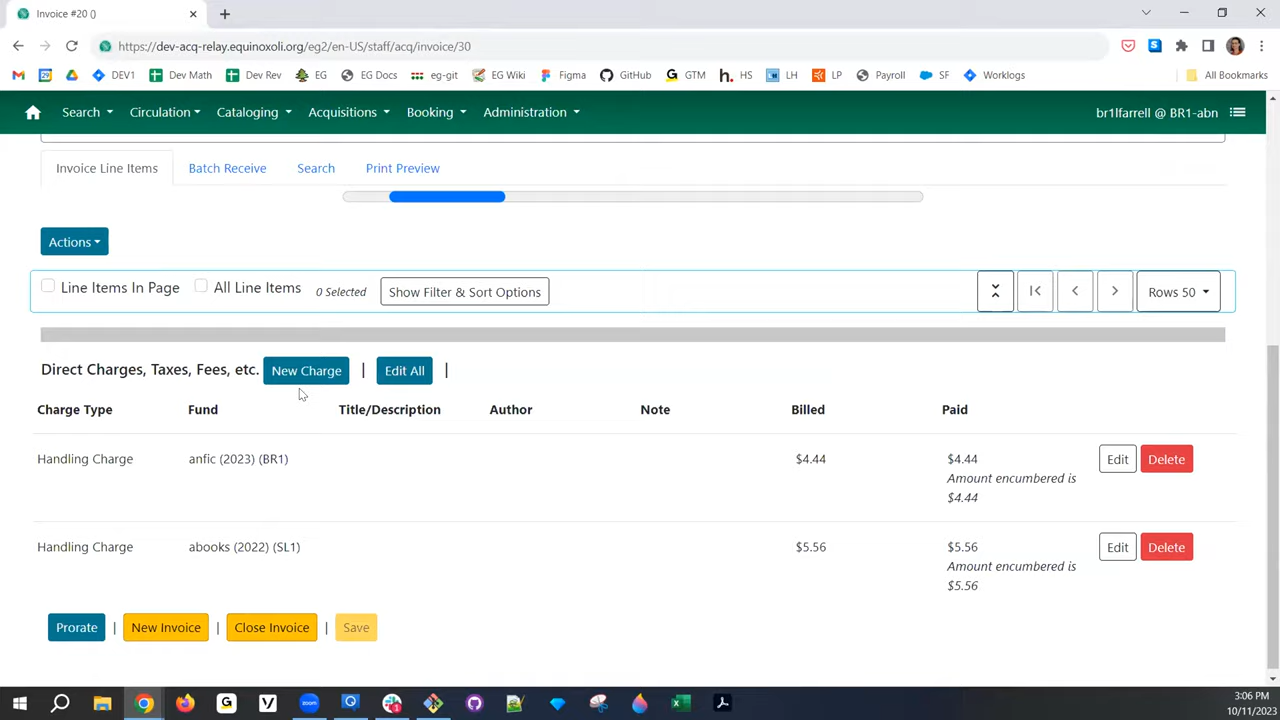 Invoice #20 ()
https://dev-acq-relay.equinoxoli.org/eg2/en-US/staff/acq/invoice/30
DEV1 Dev Math Dev Rev EG EG Docs eg-git EG Wiki Figma GitHub GTM HS LH LP Payroll SF Worklogs All Bookmarks
Search Circulation Cataloging Acquisitions Booking Administration br1lfarrell @ BR1-abn
Invoice Line Items Batch Receive Search Print Preview
Actions
Line Items In Page All Line Items 0 Selected Show Filter & Sort Options Rows 50
Direct Charges, Taxes, Fees, etc. New Charge | Edit All |
Charge Type Fund Title/Description Author Note Billed Paid
Handling Charge anfic (2023) (BR1) $4.44 $4.44 Edit Delete
Amount encumbered is
$4.44
Handling Charge abooks (2022) (SL1) $5.56 $5.56 Edit Delete
Amount encumbered is
$5.56
Prorate | New Invoice | Close Invoice | Save
zoom
3:06 PM
10/11/2023